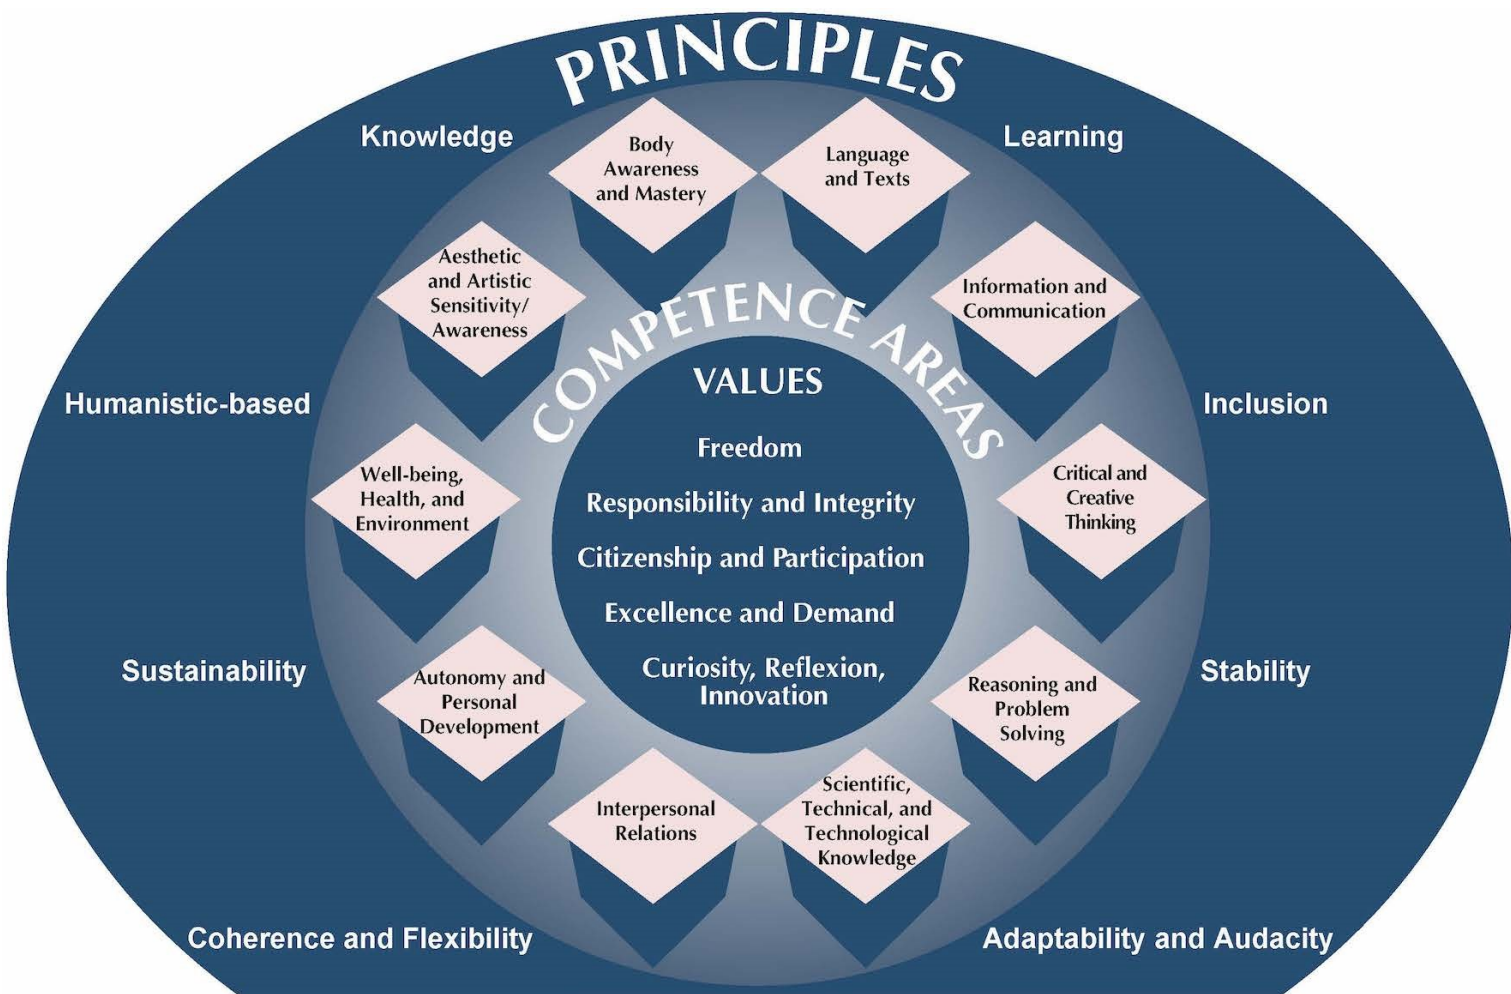 PRINCIPLES
Knowledge
Learning
Body
Awareness
and Mastery
Language
and Texts
Aesthetic
and Artistic
Sensitivity/
Awareness
Information and
Communication
COMPETENCE AREAS
VALUES
Humanistic-based
Inclusion
Freedom
Well-being,
Health, and
Environment
Responsibility and Integrity
Critical and
Creative
Thinking
Citizenship and Participation
Excellence and Demand
Sustainability
Autonomy and
Personal
Development
Curiosity, Reflexion,
Innovation
Reasoning and
Problem
Solving
Stability
Interpersonal
Relations
Scientific,
Technical, and
Technological
Knowledge
Coherence and Flexibility
Adaptability and Audacity